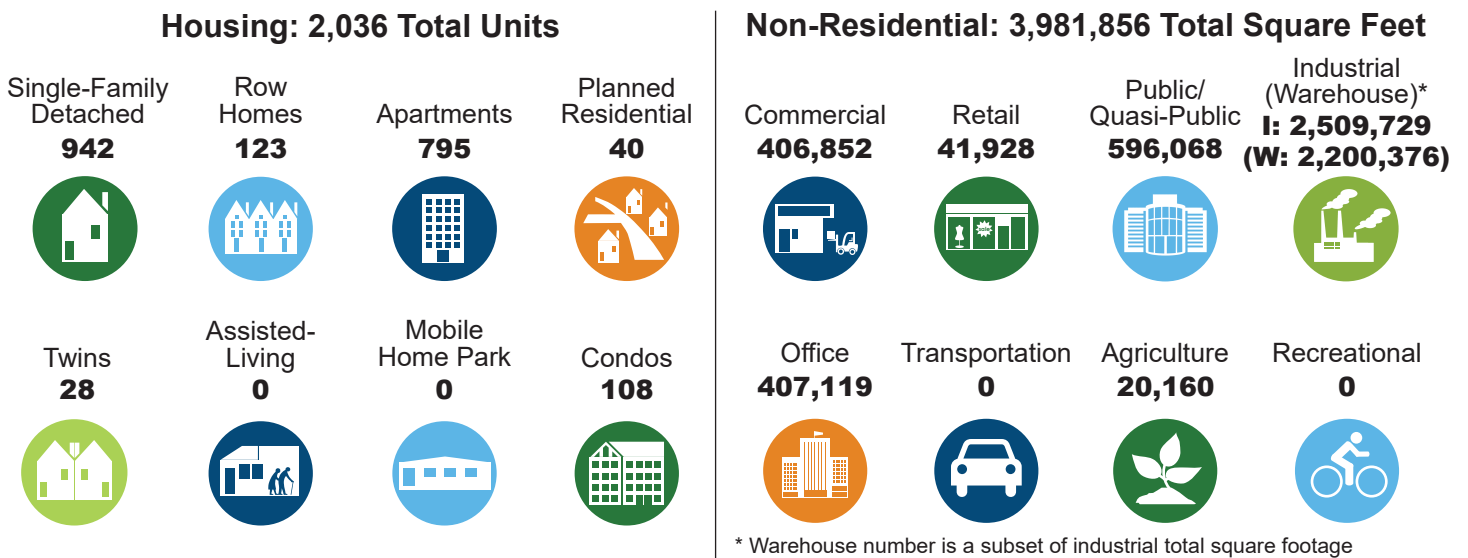 Housing: 2,036 Total Units
Single-Family
Detached
942
Row
Homes
123
Apartments
795
Planned
Residential
40
Twins
28
Assisted-
Living
0
Mobile
Home Park
0
Condos
108
Non-Residential: 3,981,856 Total Square Feet
Commercial
406,852
Retail
41,928
Public/
Quasi-Public
596,068
Industrial
(Warehouse)*
I: 2,509,729
(W: 2,200,376)
Office
407,119
Transportation
0
Agriculture
20,160
Recreational
0
* Warehouse number is a subset of industrial total square footage